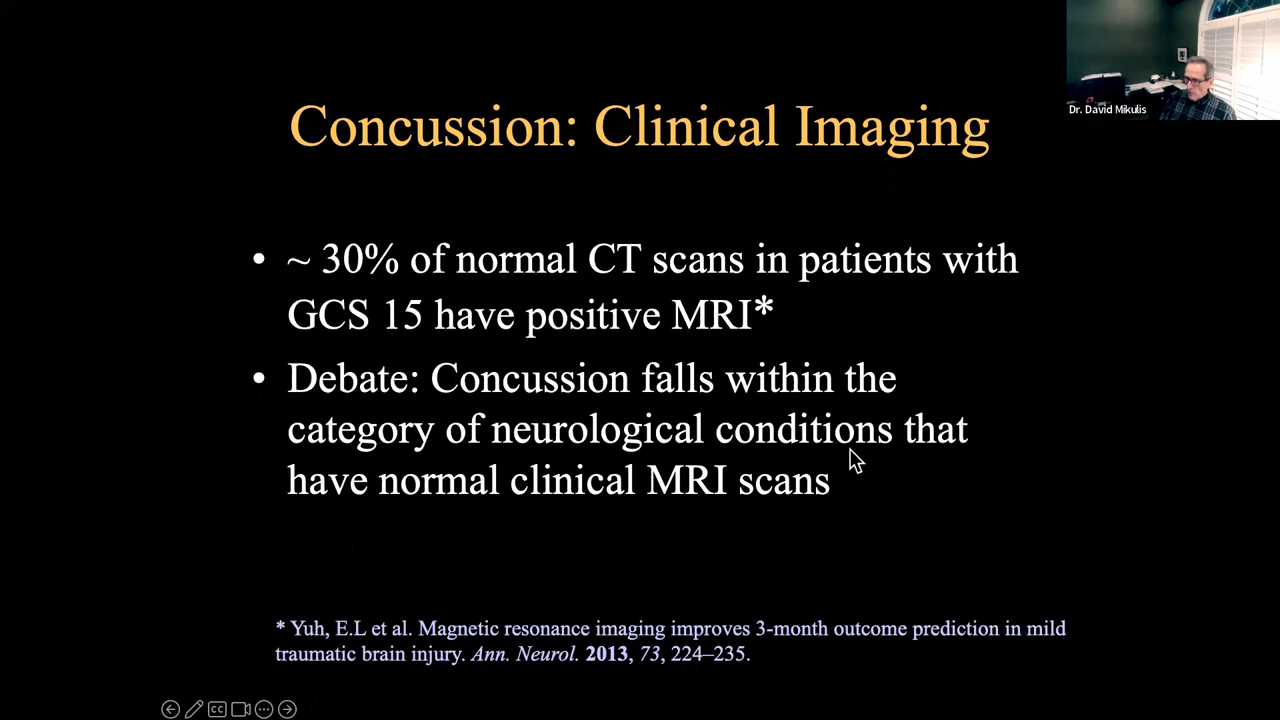 Dr. David Mikulis
Concussion: Clinical Imaging
• ~ 30% of normal CT scans in patients with
GCS 15 have positive MRI*
• Debate: Concussion falls within the
category of neurological conditions that
have normal clinical MRI scans
* Yuh, E.L et al. Magnetic resonance imaging improves 3-month outcome prediction in mild
traumatic brain injury. Ann. Neurol. 2013, 73, 224–235.
CC